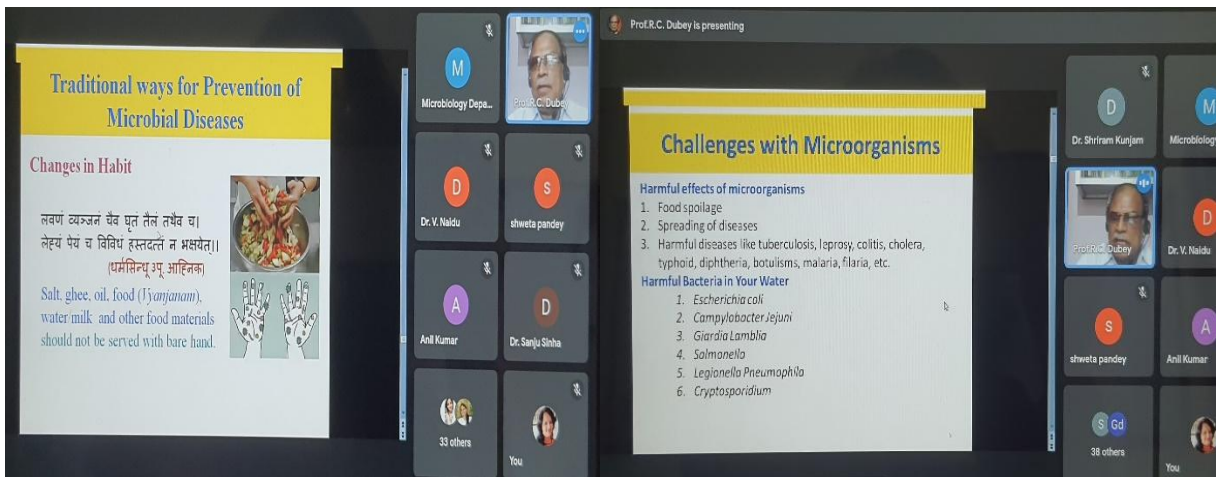 Traditional ways for Prevention of
Microbial Diseases
Changes in Habit
लवणं व्यञ्जनं चैव घृतं तैलं तथैव च।
लेह्यं पेयं च विविधं हस्तदत्तं न भक्षयेत्।।
(धर्मसिन्धू ३पू. आह्निक)
Salt, ghee, oil, food (Vyanjanam),
water/milk and other food materials
should not be served with bare hand.
M
Microbiology Depa...
Prof.R.C. Dubey
D
Dr. V. Naidu
S
shweta pandey
A
Anil Kumar
D
Dr. Sanju Sinha
33 others
You
Prof.R.C. Dubey is presenting
Challenges with Microorganisms
Harmful effects of microorganisms
1. Food spoilage
2. Spreading of diseases
3. Harmful diseases like tuberculosis, leprosy, colitis, cholera,
typhoid, diphtheria, botulisms, malaria, filaria, etc.
Harmful Bacteria in Your Water
1. Escherichia coli
2. Campylobacter Jejuni
3. Giardia Lamblia
4. Salmonella
5. Legionella Pneumophila
6. Cryptosporidium
D
Dr. Shriram Kunjam
M
Microbiology
Prof.R.C. Dubey
D
Dr. V. Naidu
S
shweta pandey
A
Anil Kumar
S Gd
38 others
You